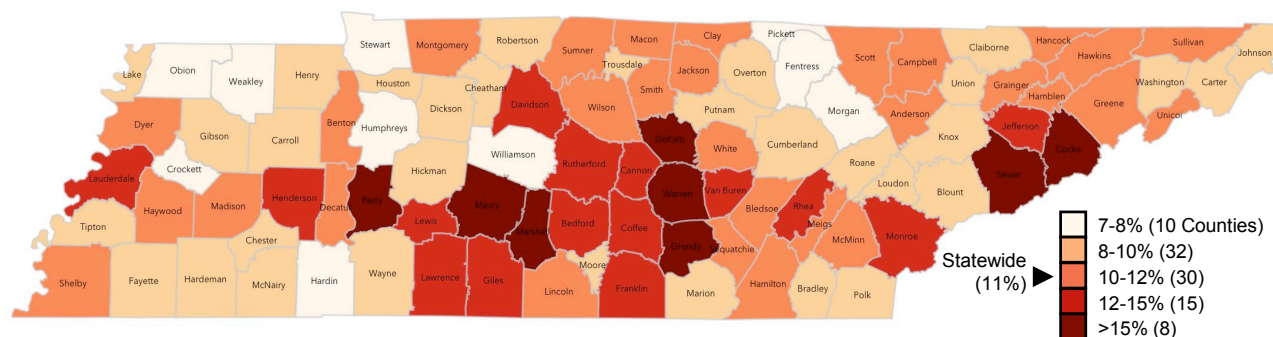 Stewart
Montgomery
Robertson
Sumner
Macon
Clay
Pickett
Fentress
Scott
Campbell
Claiborne
Hancock
Hawkins
Sullivan
Johnson
Lake
Obion
Weakley
Henry
Houston
Cheatham
Trousdale
Jackson
Overton
Union
Grainger
Hamblen
Washington
Carter
Dyer
Gibson
Carroll
Benton
Humphreys
Dickson
Davidson
Wilson
Smith
Putnam
Morgan
Anderson
Knox
Jefferson
Greene
Unicoi
Lauderdale
Crockett
Hickman
Williamson
Rutherford
Cannon
DeKalb
White
Cumberland
Roane
Loudon
Blount
Sevier
Cocke
Tipton
Haywood
Madison
Henderson
Decatur
Perry
Lewis
Maury
Marshall
Bedford
Coffee
Warren
Van Buren
Bledsoe
Rhea
Meigs
McMinn
Monroe
Shelby
Fayette
Hardeman
Chester
McNairy
Hardin
Wayne
Lawrence
Giles
Lincoln
Moore
Franklin
Grundy
Sequatchie
Marion
Hamilton
Bradley
Polk
Statewide
(11%)
7-8% (10 Counties)
8-10% (32)
10-12% (30)
12-15% (15)
>15% (8)